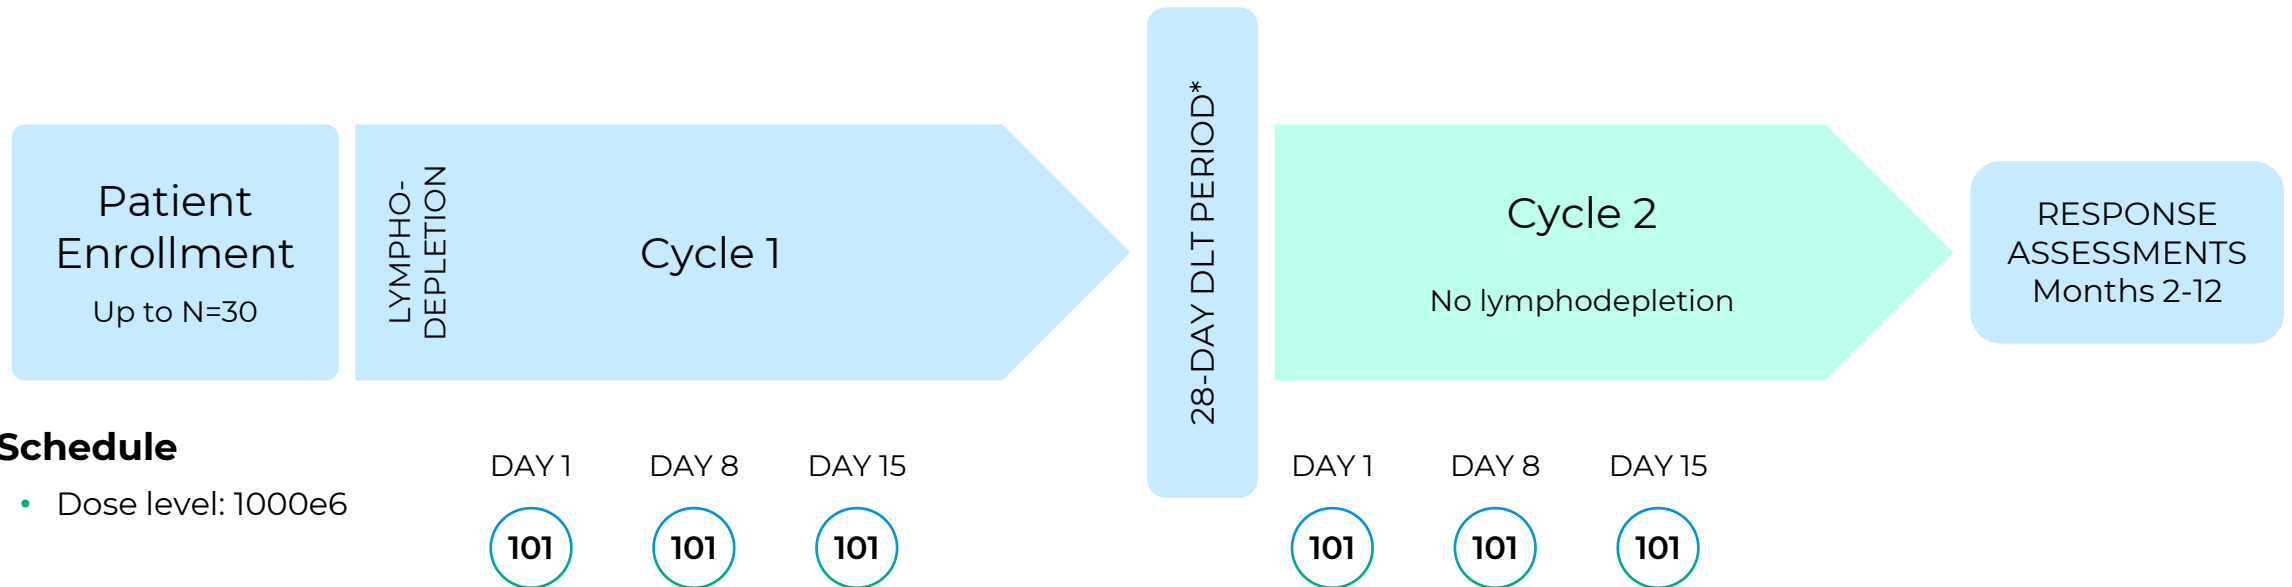 Patient
Enrollment
Up to N=30
LYMPHO-
DEPLETION
Cycle 1
28-DAY DLT PERIOD*
Cycle 2
No lymphodepletion
RESPONSE
ASSESSMENTS
Months 2-12
Schedule
• Dose level: 1000e6
DAY 1 DAY 8 DAY 15
101 101 101
DAY 1 DAY 8 DAY 15
101 101 101